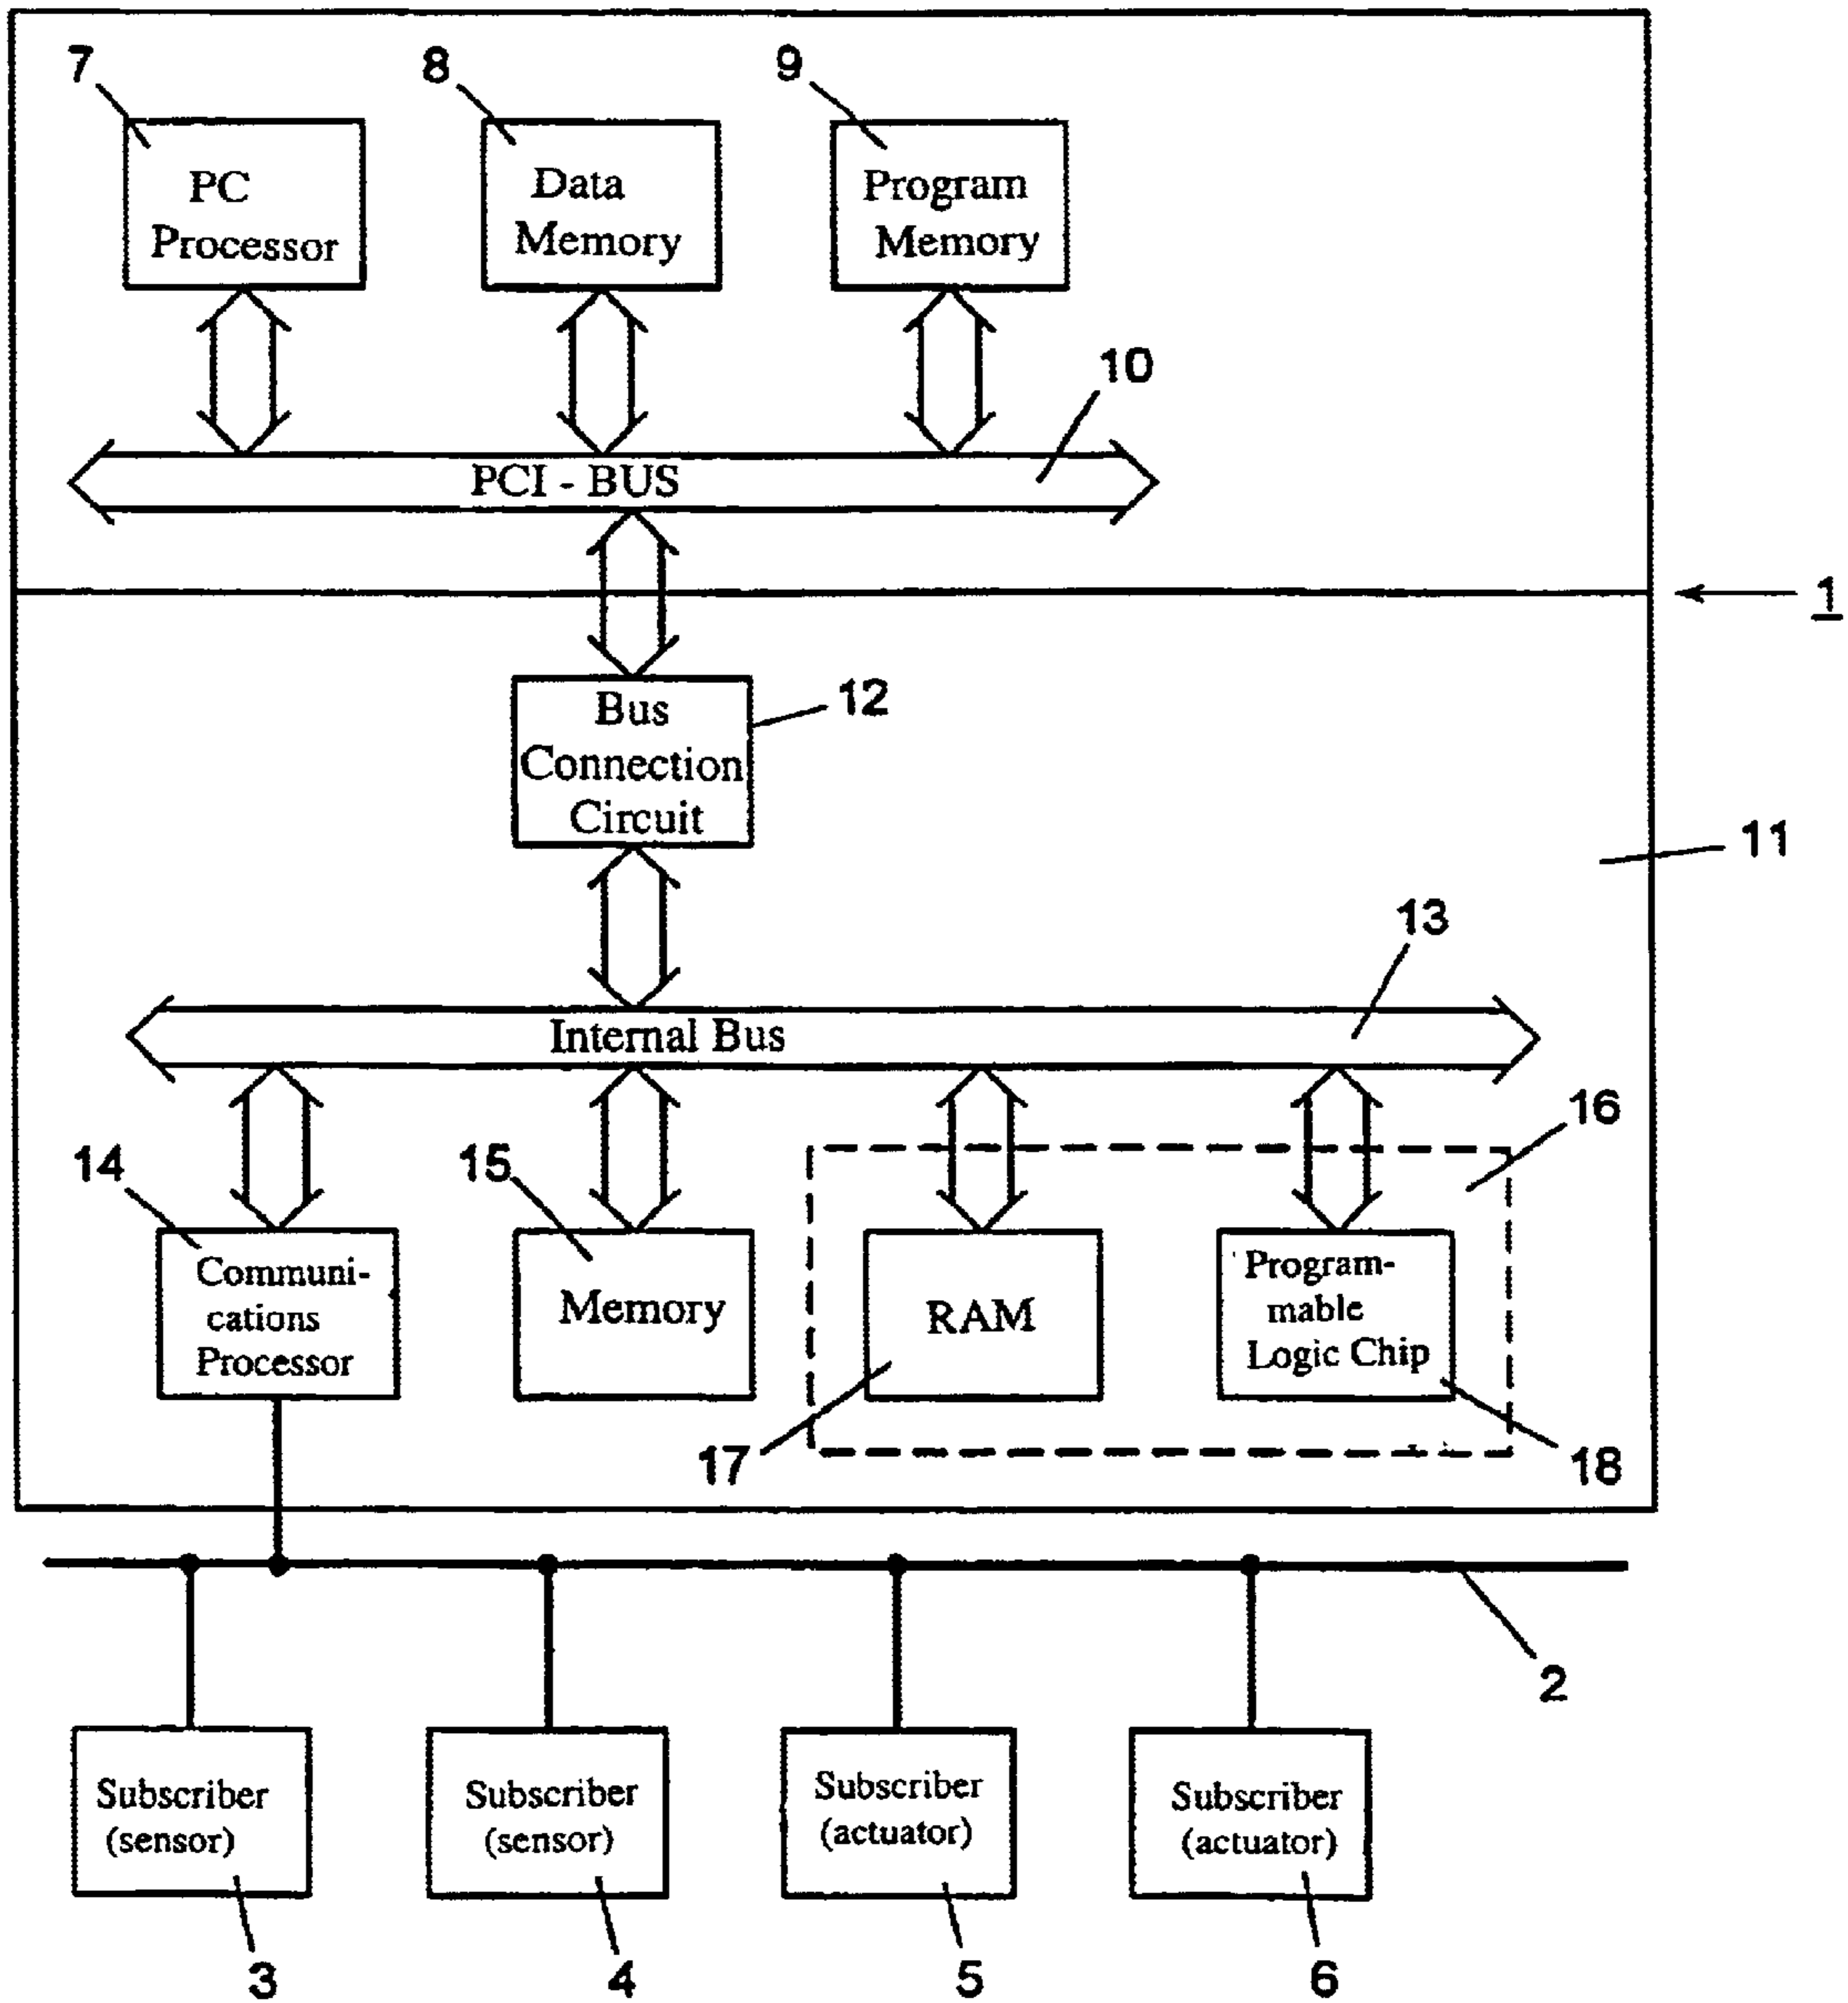 7
8
9
PC
Processor
Data
Memory
Program
Memory
10
PCI - BUS
1
Bus
Connection
Circuit
12
11
13
Internal Bus
16
14
15
Communi-
cations
Processor
Memory
RAM
Program-
mable
Logic Chip
17
18
2
Subscriber
(sensor)
Subscriber
(sensor)
Subscriber
(actuator)
Subscriber
(actuator)
3
4
5
6